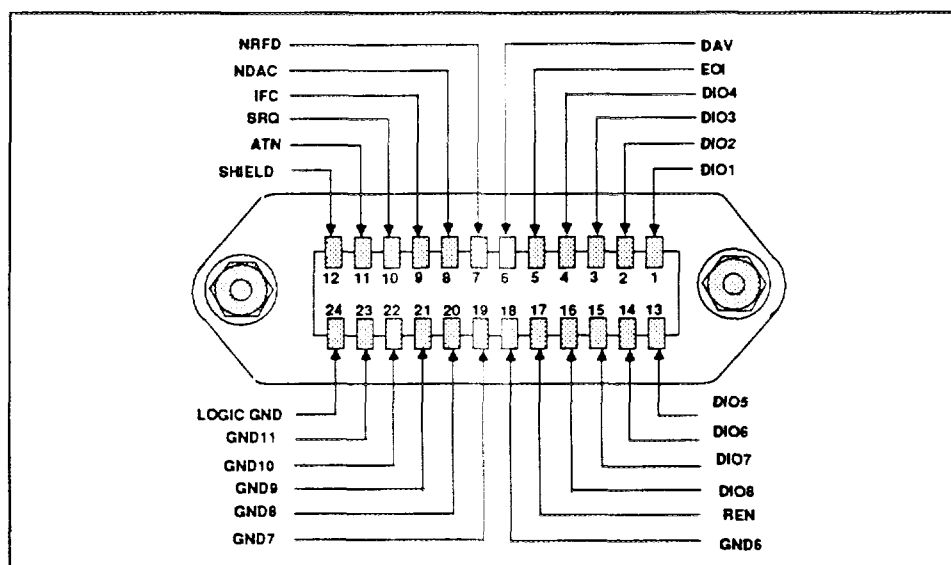 NRFD
NDAC
IFC
SRQ
ATN
SHIELD
DAV
EOI
DIO4
DIO3
DIO2
DIO1
12 11 10 9 8 7 6 5 4 3 2 1
24 23 22 21 20 19 18 17 16 15 14 13
LOGIC GND
GND11
GND10
GND9
GND8
GND7
DIO5
DIO6
DIO7
DIO8
REN
GND6